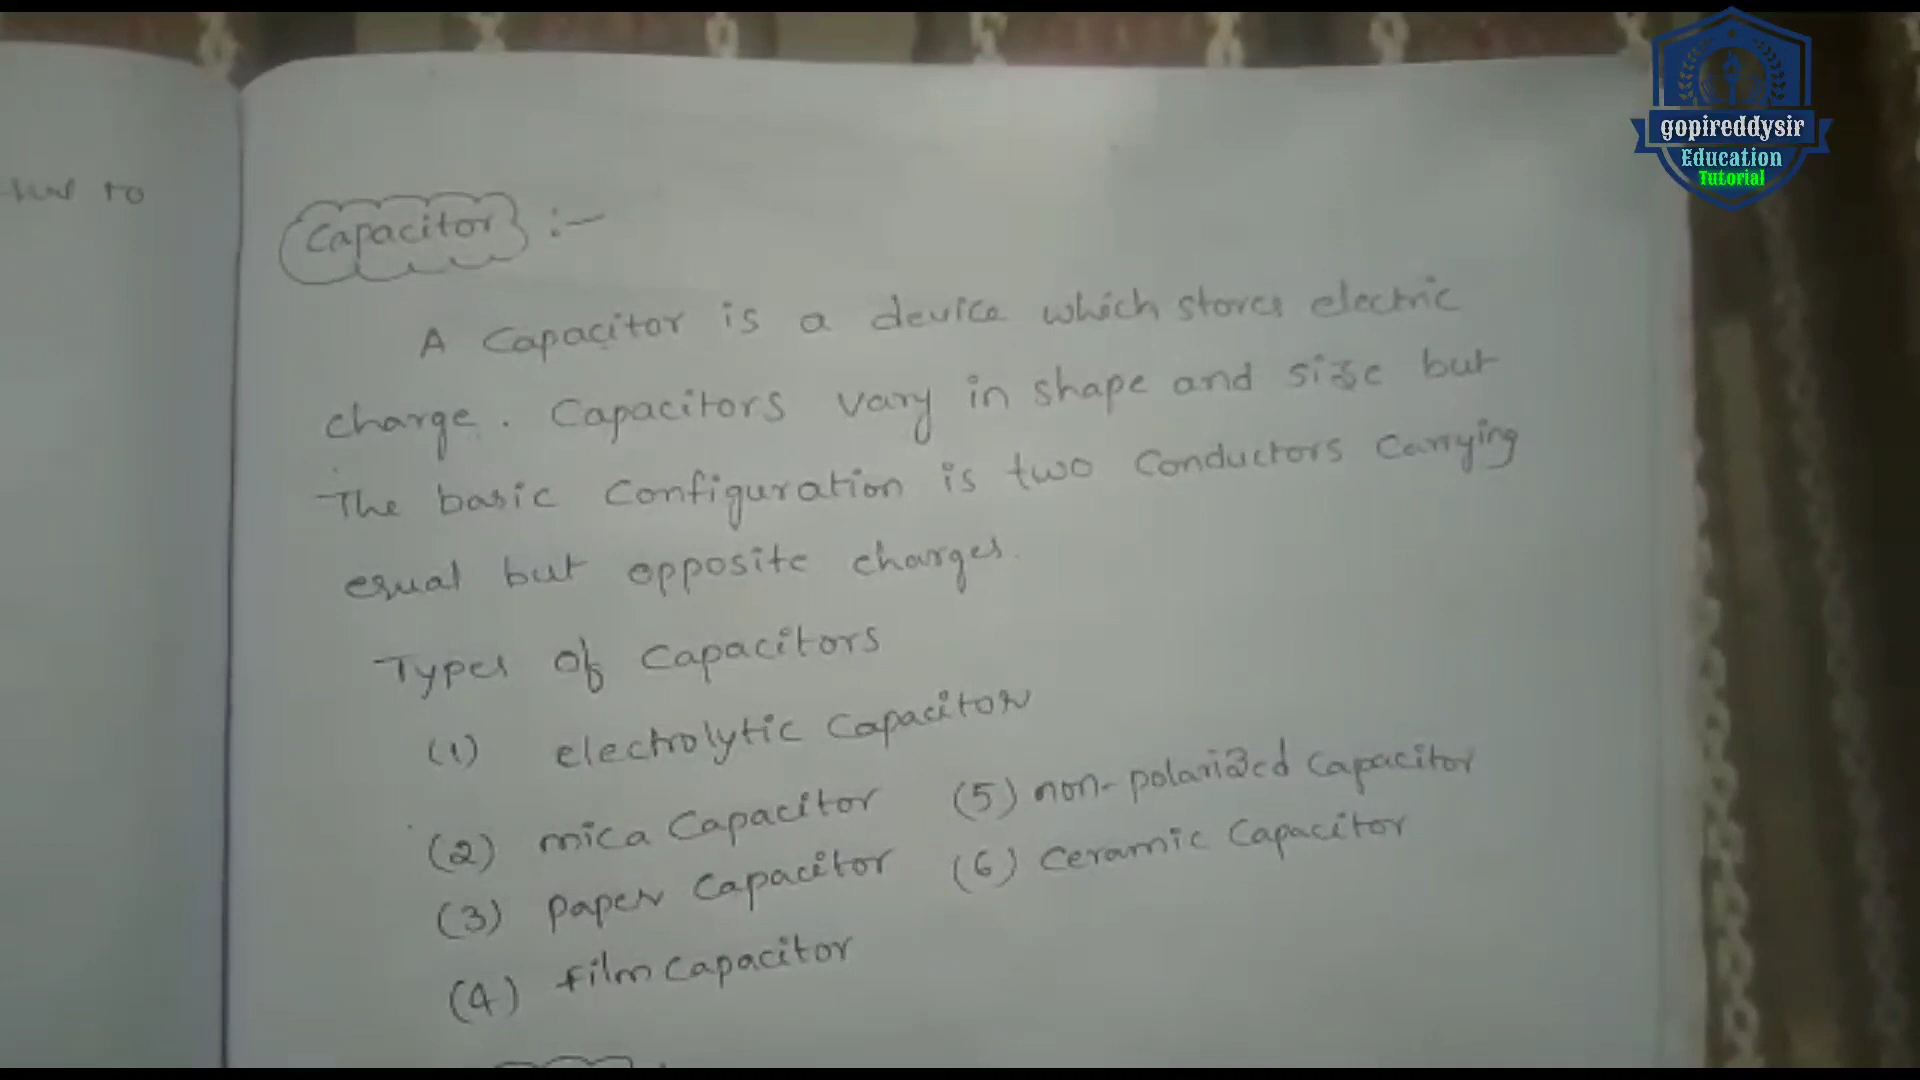 to
Capacitor :-
A Capacitor is a device which stores electric
charge. Capacitors vary in shape and size but
The basic Configuration is two Conductors Carrying
equal but opposite charges.
Types of Capacitors
(1) electrolytic Capacitor
(2) mica Capacitor (5) non-polarized Capacitor
(3) paper Capacitor (6) Ceramic Capacitor
(4) film Capacitor
gopireddysir
Education
Tutorial